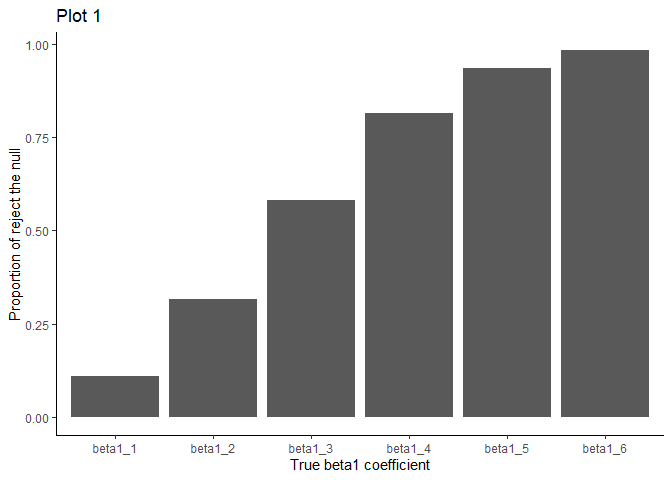 Plot 1
Proportion of reject the null
1.00
0.75
0.50
0.25
0.00
beta1_1 beta1_2 beta1_3 beta1_4 beta1_5 beta1_6
True beta1 coefficient